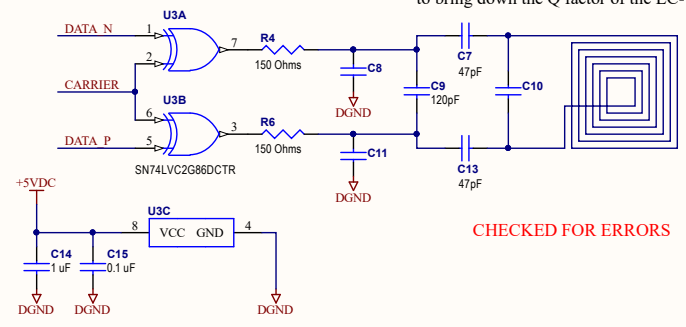 to bring down the Q factor of the LC-
U3A
DATA_N 1
7 R4
150 Ohms
2
CARRIER
C8
DGND
C7
47pF
C9
120pF
C10
U3B
6
DATA_P 5
3 R6
150 Ohms
SN74LVC2G86DCTR
C11
DGND
C13
47pF
+5VDC
U3C
8 VCC GND 4
C14
1 uF
C15
0.1 uF
DGND DGND DGND
CHECKED FOR ERRORS